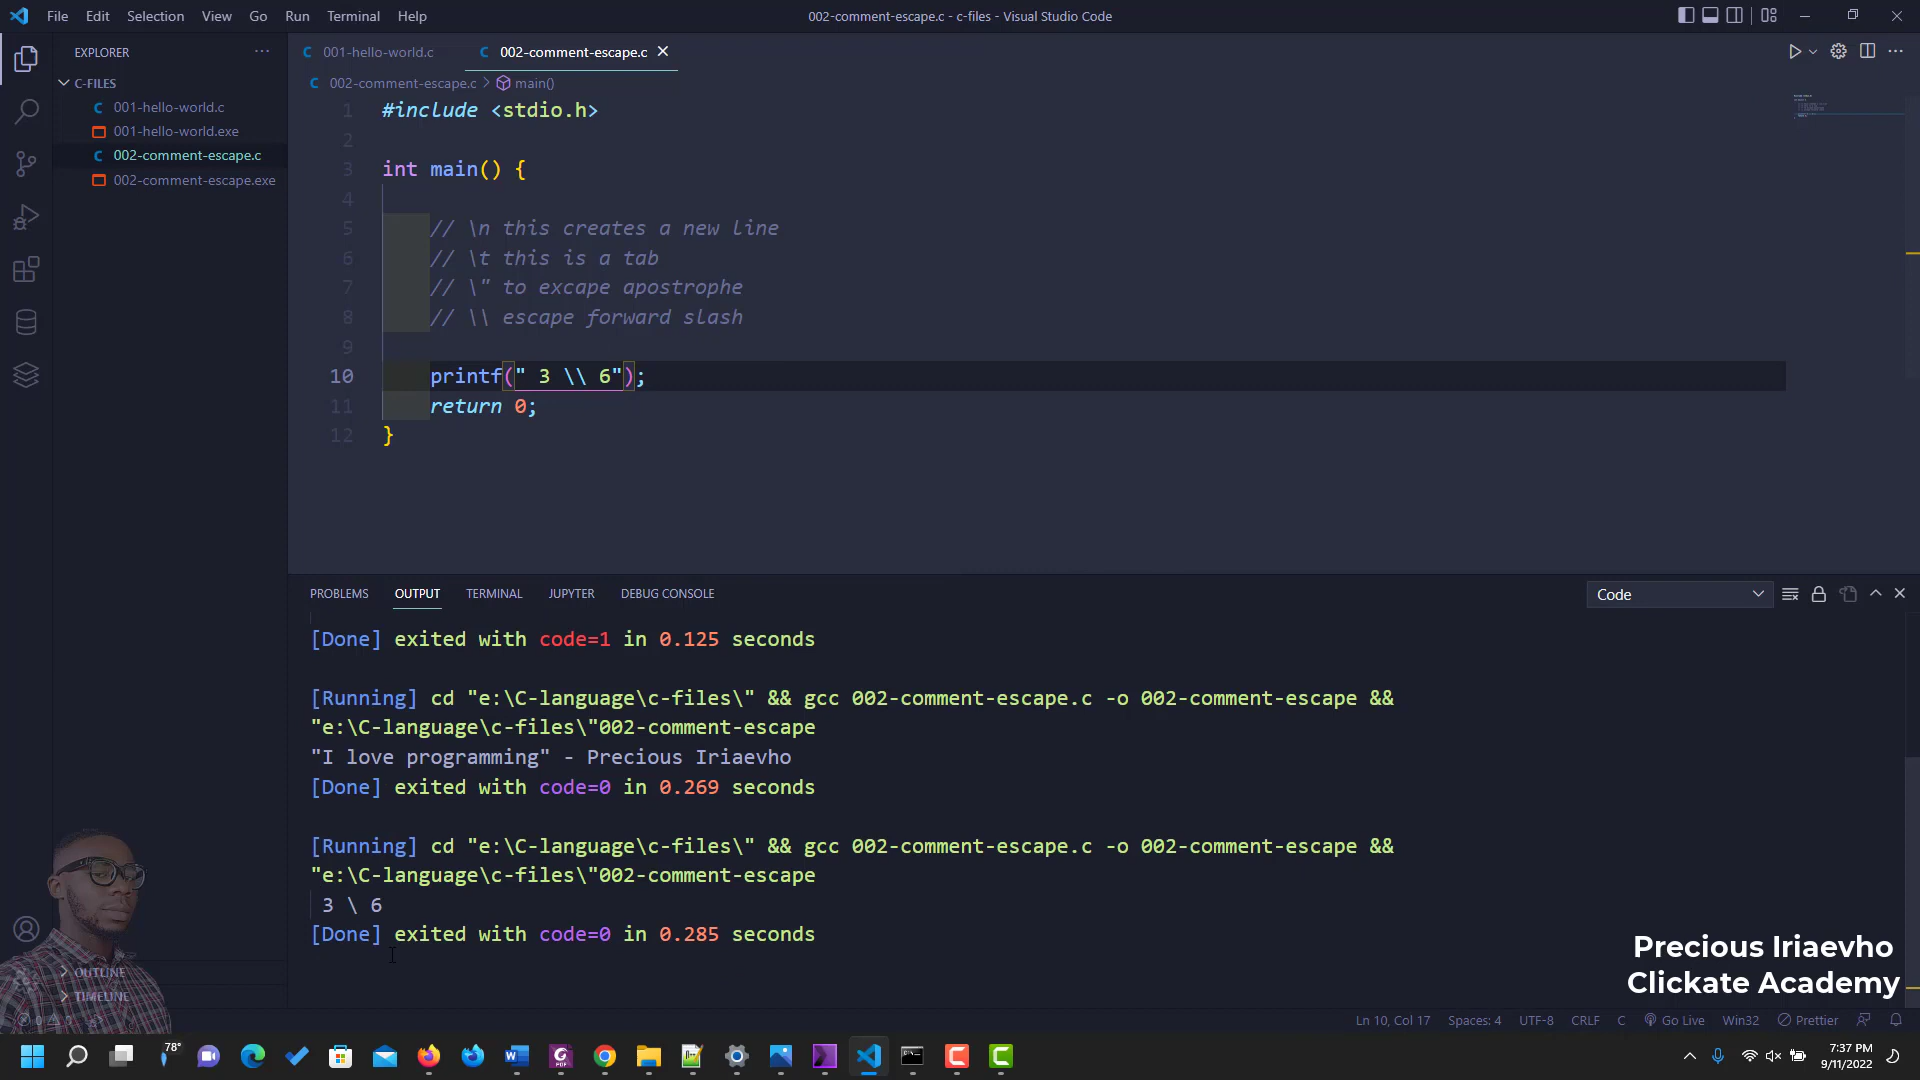 File Edit Selection View Go Run Terminal Help
002-comment-escape.c - c-files - Visual Studio Code
EXPLORER
C-FILES
001-hello-world.c
001-hello-world.exe
002-comment-escape.c
002-comment-escape.exe
OUTLINE
TIMELINE
001-hello-world.c 002-comment-escape.c
002-comment-escape.c > main()
1 #include <stdio.h>
2
3 int main() {
4
5 // \n this creates a new line
6 // \t this is a tab
7 // \" to excape apostrophe
8 // \\ escape forward slash
9
10 printf(" 3 \\ 6");
11 return 0;
12 }
PROBLEMS OUTPUT TERMINAL JUPYTER DEBUG CONSOLE
Code
[Done] exited with code=1 in 0.125 seconds
[Running] cd "e:\C-language\c-files\" && gcc 002-comment-escape.c -o 002-comment-escape &&
"e:\C-language\c-files\"002-comment-escape
"I love programming" - Precious Iriaevho
[Done] exited with code=0 in 0.269 seconds
[Running] cd "e:\C-language\c-files\" && gcc 002-comment-escape.c -o 002-comment-escape &&
"e:\C-language\c-files\"002-comment-escape
3 \ 6
[Done] exited with code=0 in 0.285 seconds
Precious Iriaevho
Clickate Academy
Ln 10, Col 17 Spaces: 4 UTF-8 CRLF C Go Live Win32 Prettier
78°
7:37 PM
9/11/2022